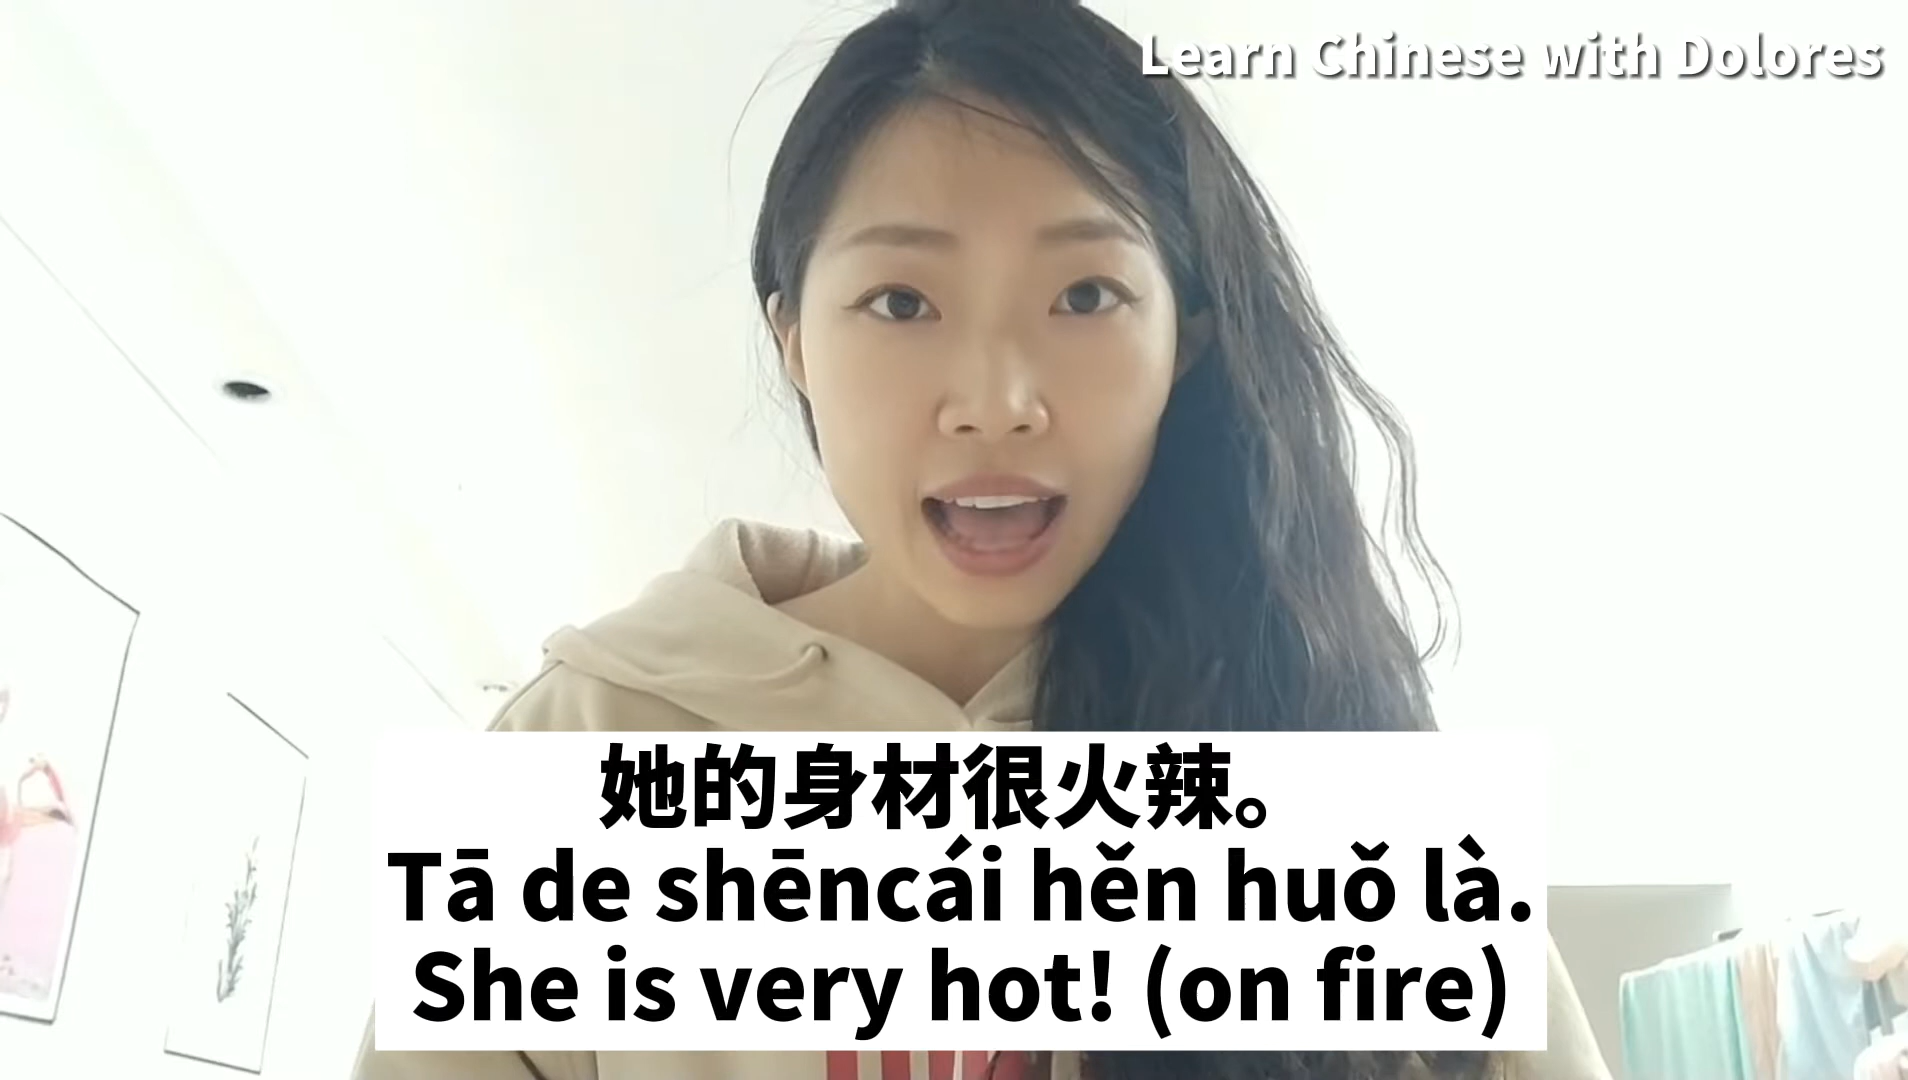 Learn Chinese with Dolores
她的身材很火辣。
Tā de shēncái hěn huǒ là.
She is very hot! (on fire)